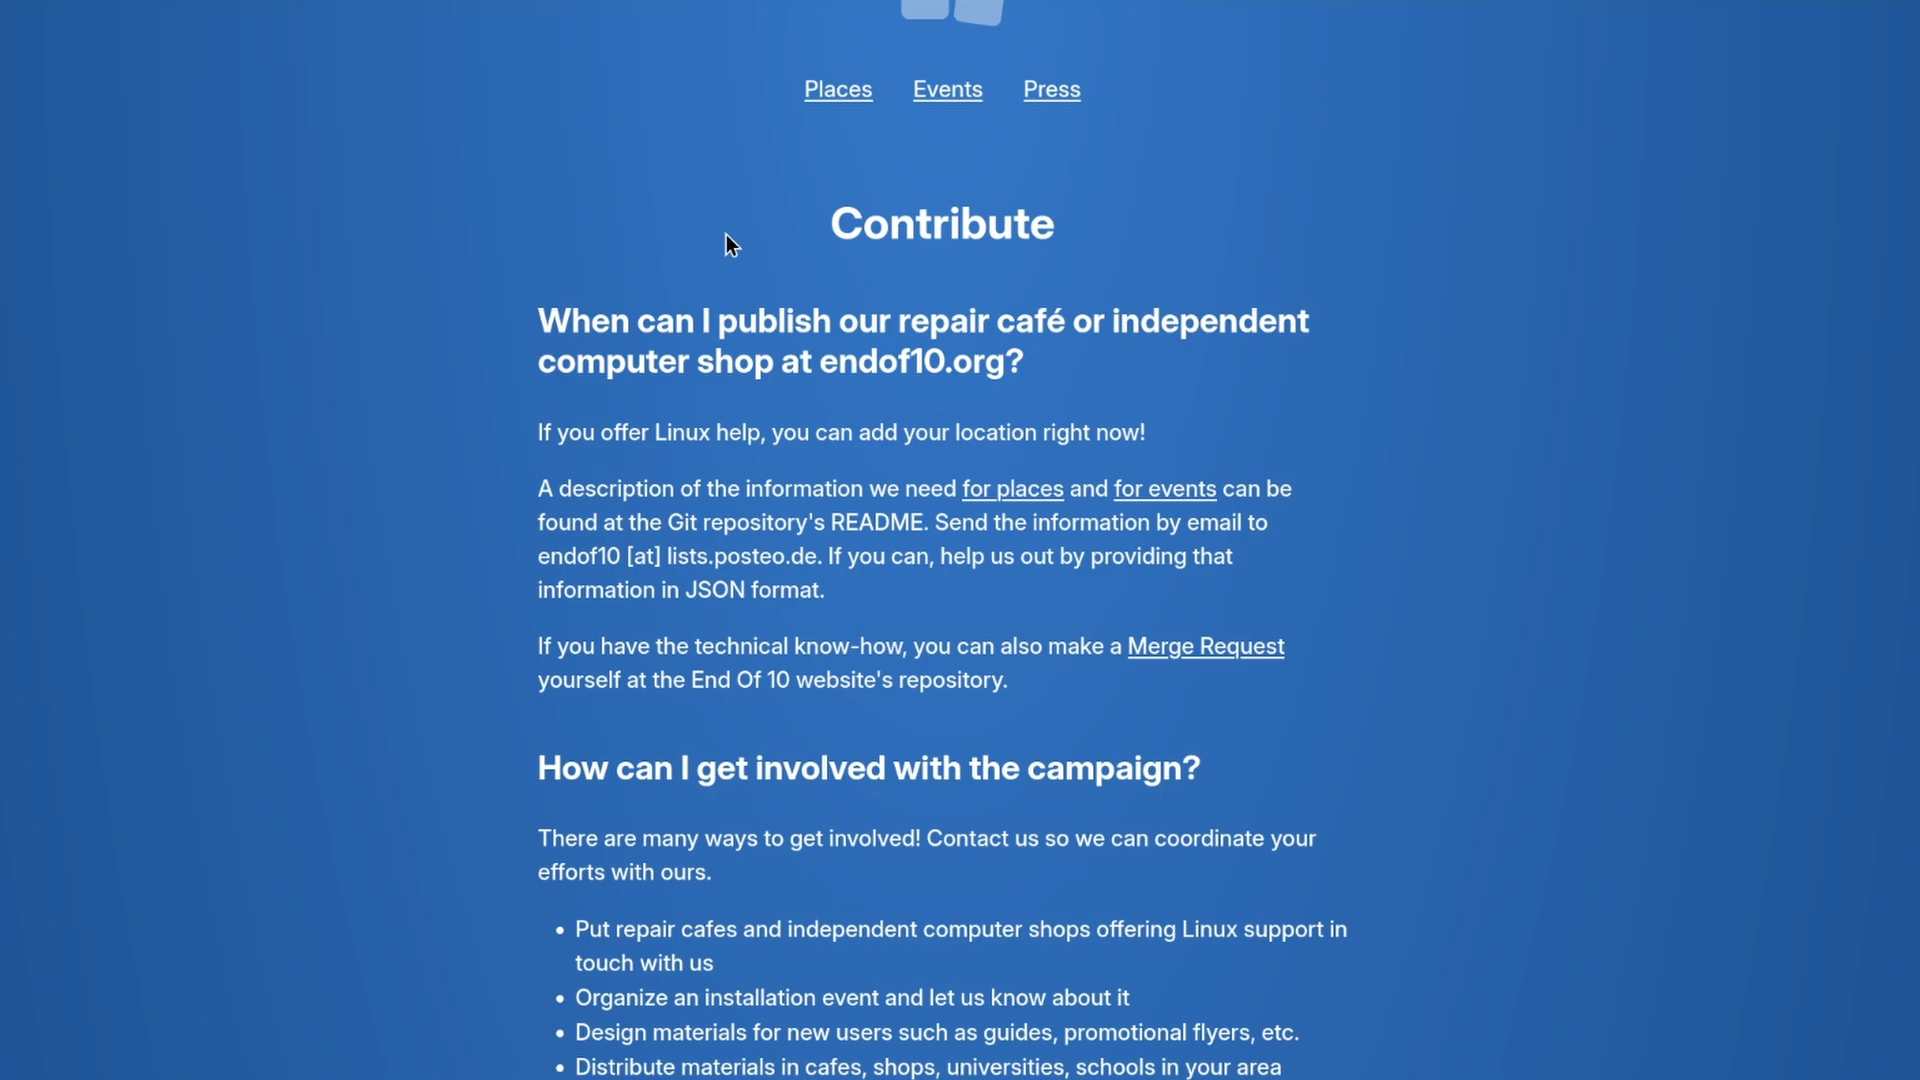 Places Events Press
Contribute
When can I publish our repair café or independent
computer shop at endof10.org?
If you offer Linux help, you can add your location right now!
A description of the information we need for places and for events can be
found at the Git repository's README. Send the information by email to
endof10 [at] lists.posteo.de. If you can, help us out by providing that
information in JSON format.
If you have the technical know-how, you can also make a Merge Request
yourself at the End Of 10 website's repository.
How can I get involved with the campaign?
There are many ways to get involved! Contact us so we can coordinate your
efforts with ours.
• Put repair cafes and independent computer shops offering Linux support in
touch with us
• Organize an installation event and let us know about it
• Design materials for new users such as guides, promotional flyers, etc.
• Distribute materials in cafes, shops, universities, schools in your area